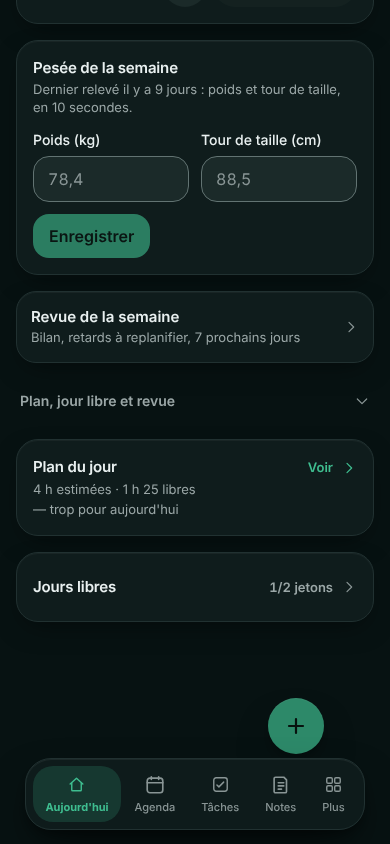 Pesée de la semaine
Dernier relevé il y a 9 jours : poids et tour de taille,
en 10 secondes.
Poids (kg)
Tour de taille (cm)
78,4
88,5
Enregistrer
Revue de la semaine
Bilan, retards à replanifier, 7 prochains jours
Plan, jour libre et revue
Plan du jour
Voir
4 h estimées · 1 h 25 libres
— trop pour aujourd'hui
Jours libres
1/2 jetons
Aujourd'hui
Agenda
Tâches
Notes
Plus